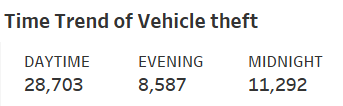 Time Trend of Vehicle theft
DAYTIME EVENING MIDNIGHT
28,703 8,587 11,292